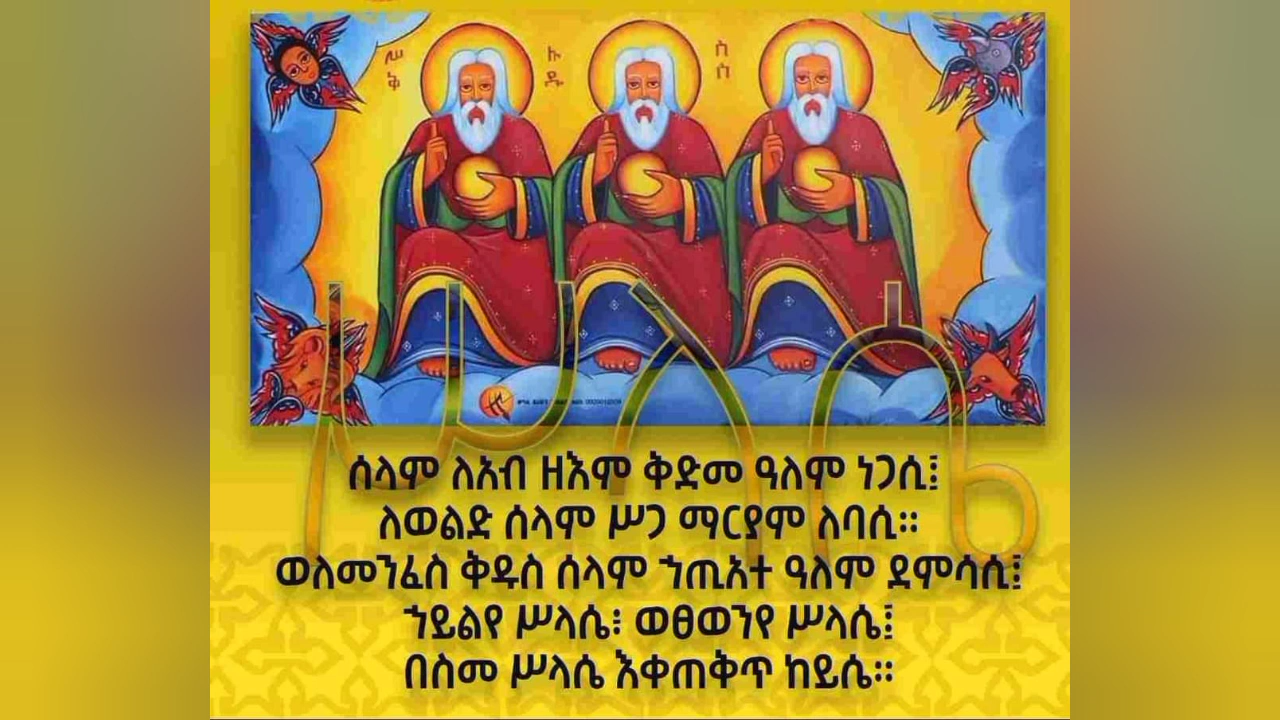 ሥ ሉ ስ
ቅ ዱ ስ
ሥላሴ
ሰላም ለአብ ዘእም ቅድመ ዓለም ነጋሲ፤
ለወልድ ሰላም ሥጋ ማርያም ለባሲ።
ወለመንፈስ ቅዱስ ሰላም ኀጢአተ ዓለም ደምሳሲ፤
ኀይልየ ሥላሴ፥ ወፀወንየ ሥላሴ፤
በስመ ሥላሴ እቀጠቅጥ ከይሴ።